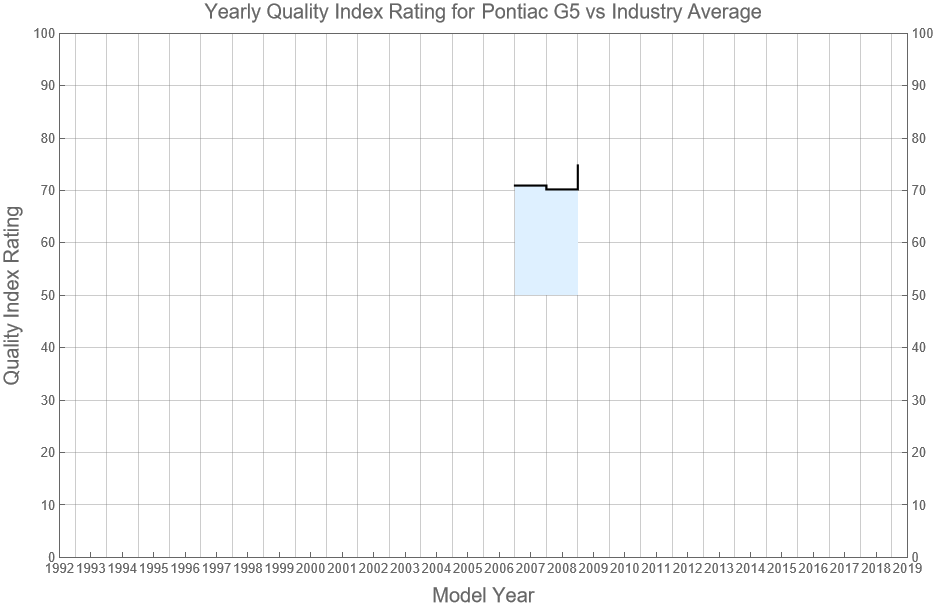 Yearly Quality Index Rating for Pontiac G5 vs Industry Average
100 100
90 90
80 80
70 70
60 60
50 50
40 40
30 30
20 20
10 10
0 0
Quality Index Rating
1992 1993 1994 1995 1996 1997 1998 1999 2000 2001 2002 2003 2004 2005 2006 2007 2008 2009 2010 2011 2012 2013 2014 2015 2016 2017 2018 2019
Model Year